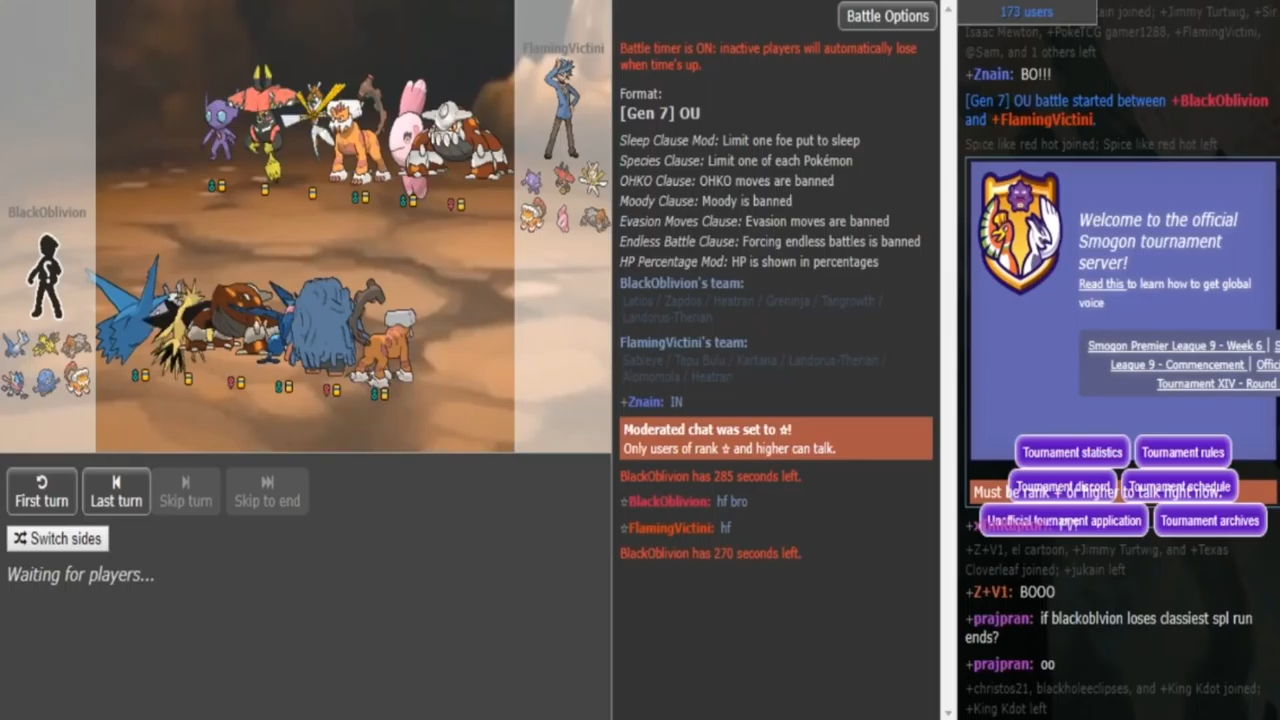 FlamingVictini
BlackOblivion
First turn
Last turn
Skip turn
Skip to end
Switch sides
Waiting for players...
Battle Options
Battle timer is ON: inactive players will automatically lose
when time's up.
Format:
[Gen 7] OU
Sleep Clause Mod: Limit one foe put to sleep
Species Clause: Limit one of each Pokémon
OHKO Clause: OHKO moves are banned
Moody Clause: Moody is banned
Evasion Moves Clause: Evasion moves are banned
Endless Battle Clause: Forcing endless battles is banned
HP Percentage Mod: HP is shown in percentages
BlackOblivion's team:
Latios / Zapdos / Heatran / Greninja / Tangrowth /
Landorus-Therian
FlamingVictini's team:
Sableye / Tapu Bulu / Kartana / Landorus-Therian /
Alomomola / Heatran
+Znain: IN
Moderated chat was set to ☆!
Only users of rank ☆ and higher can talk.
BlackOblivion has 285 seconds left.
☆BlackOblivion: hf bro
☆FlamingVictini: hf
BlackOblivion has 270 seconds left.
173 users
joined; +Jimmy Turtwig, +Sir
Isaac Mewton, +PokeTCG gamer1288, +FlamingVictini,
@Sam, and 1 others left
+Znain: BO!!!
[Gen 7] OU battle started between +BlackOblivion
and +FlamingVictini.
Spice like red hot joined; Spice like red hot left
Welcome to the official
Smogon tournament
server!
Read this to learn how to get global
voice
Smogon Premier League 9 - Week 6 | S
League 9 - Commencement | Offic
Tournament XIV - Round
Tournament statistics
Tournament rules
Tournament discord
Tournament schedule
Must be rank + or higher to talk right now.
Unofficial tournament application
Tournament archives
+Z+V1, el cartoon, +Jimmy Turtwig, and +Texas
Cloverleaf joined; +jukain left
+Z+V1: BOOO
+prajpran: if blackoblvion loses classiest spl run
ends?
+prajpran: oo
+christos21, blackholeeclipses, and +King Kdot joined;
+King Kdot left